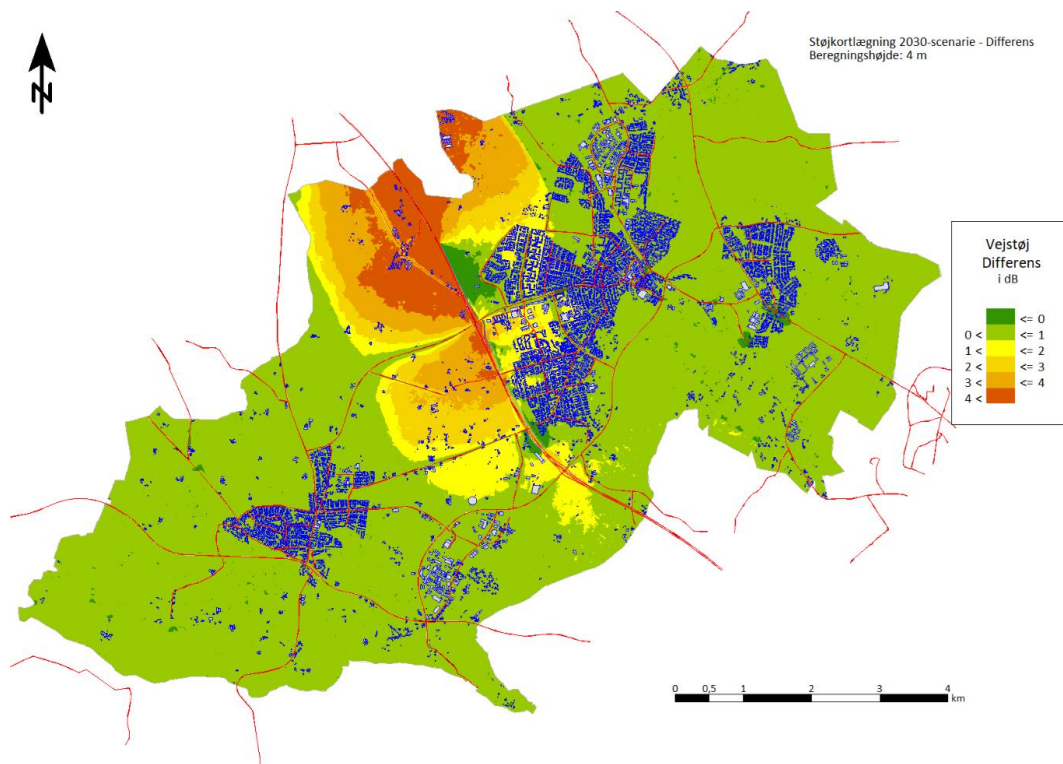 N
Støjkortlægning 2030-scenarie - Differens
Beregningshøjde: 4 m
Vejstøj
Differens
i dB
<= 0
0 < <= 1
1 < <= 2
2 < <= 3
3 < <= 4
4 <
0 0,5 1 2 3 4
km